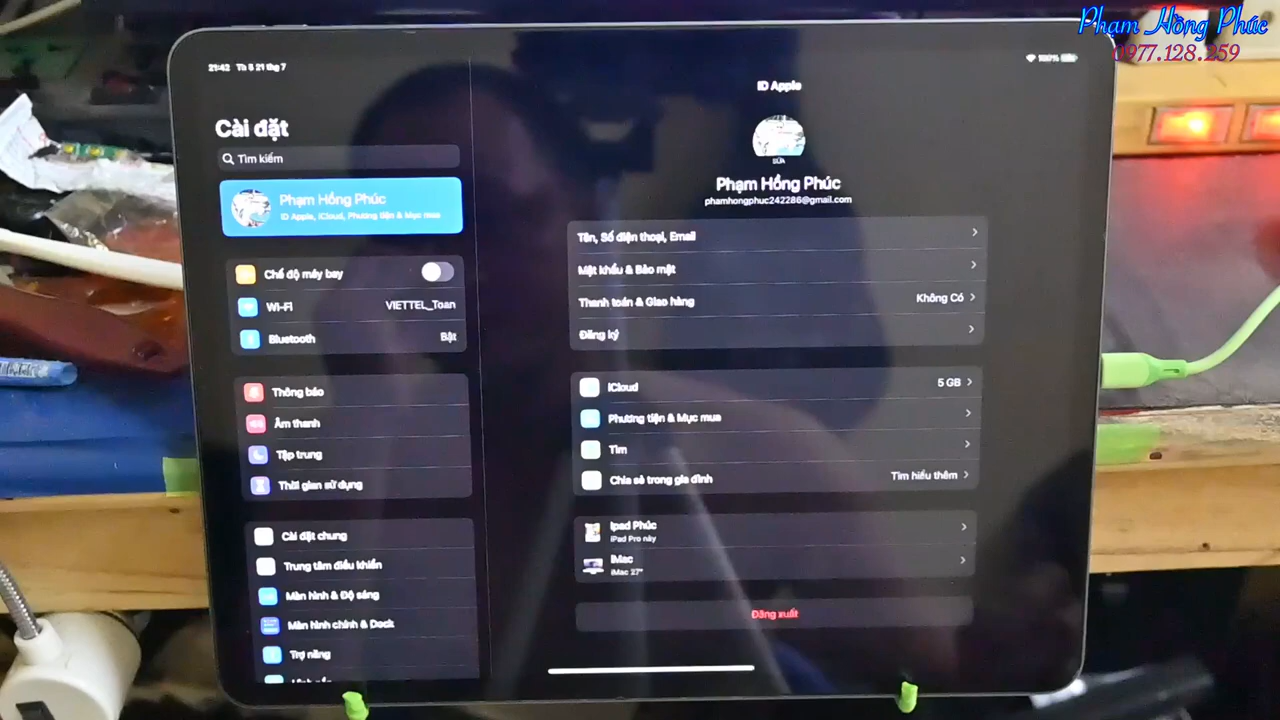 Phạm Hồng Phúc
0977.128.259
21:42 Th 5 21 thg 7
100%
Cài đặt
Tìm kiếm
Phạm Hồng Phúc
ID Apple, iCloud, Phương tiện & Mục mua
Chế độ máy bay
Wi-Fi VIETTEL_Toan
Bluetooth Bật
Thông báo
Âm thanh
Tập trung
Thời gian sử dụng
Cài đặt chung
Trung tâm điều khiển
Màn hình & Độ sáng
Màn hình chính & Dock
Trợ năng
Hình nền
ID Apple
SỬA
Phạm Hồng Phúc
phamhongphuc242286@gmail.com
Tên, Số điện thoại, Email
Mật khẩu & Bảo mật
Thanh toán & Giao hàng Không Có
Đăng ký
iCloud 5 GB
Phương tiện & Mục mua
Tìm
Chia sẻ trong gia đình Tìm hiểu thêm
Ipad Phúc
iPad Pro này
iMac
iMac 27"
Đăng xuất